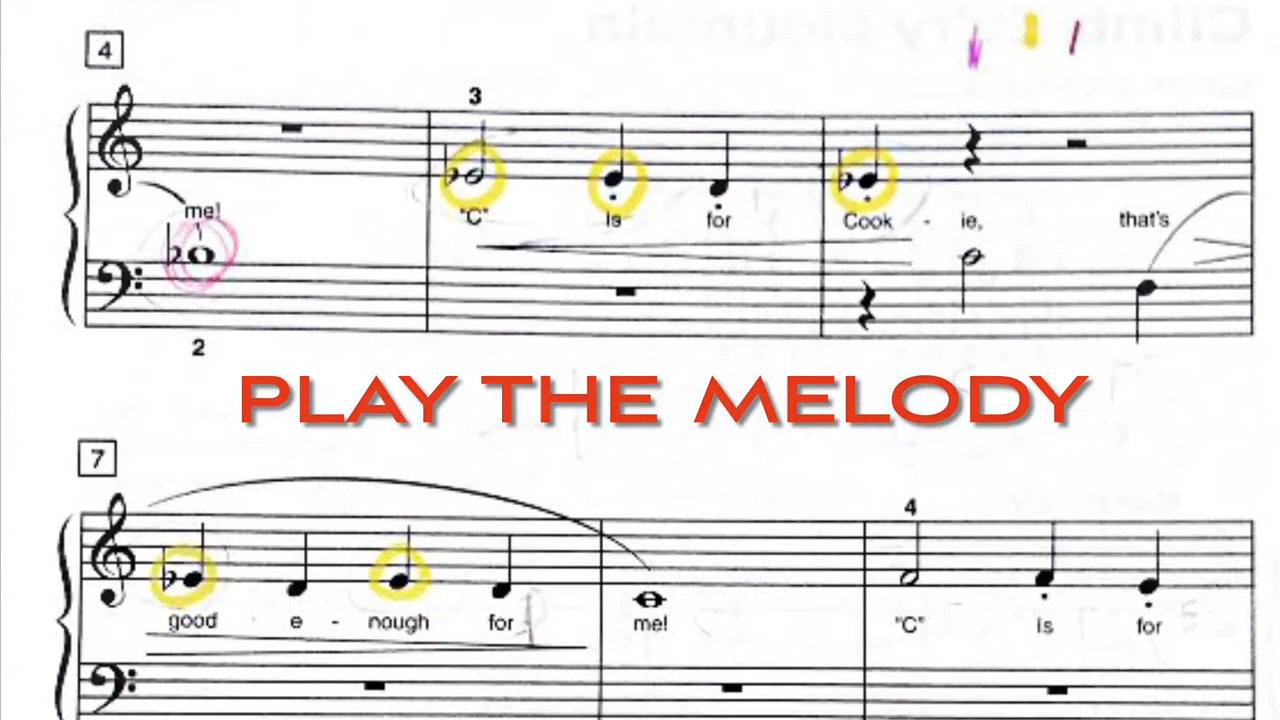 4
3
me!
"C" Is for Cook - ie, that's
2
PLAY THE MELODY
7
4
good e - nough for me! "C" Is for